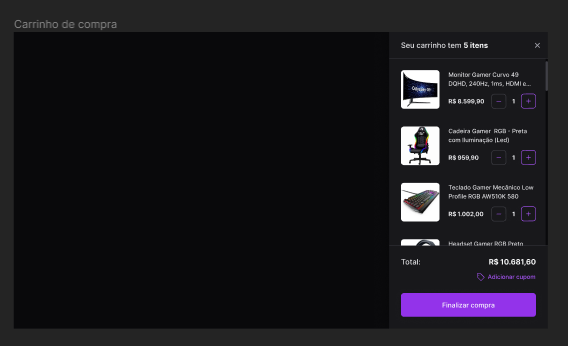 Carrinho de compra
Seu carrinho tem 5 itens
Monitor Gamer Curvo 49
DQHD, 240Hz, 1ms, HDMI e...
R$ 8.599,90 1
Cadeira Gamer RGB - Preta
com Iluminação (Led)
R$ 959,90 1
Teclado Gamer Mecânico Low
Profile RGB AW510K 580
R$ 1.002,00 1
Headset Gamer RGB Preto
Total: R$ 10.681,60
Adicionar cupom
Finalizar compra